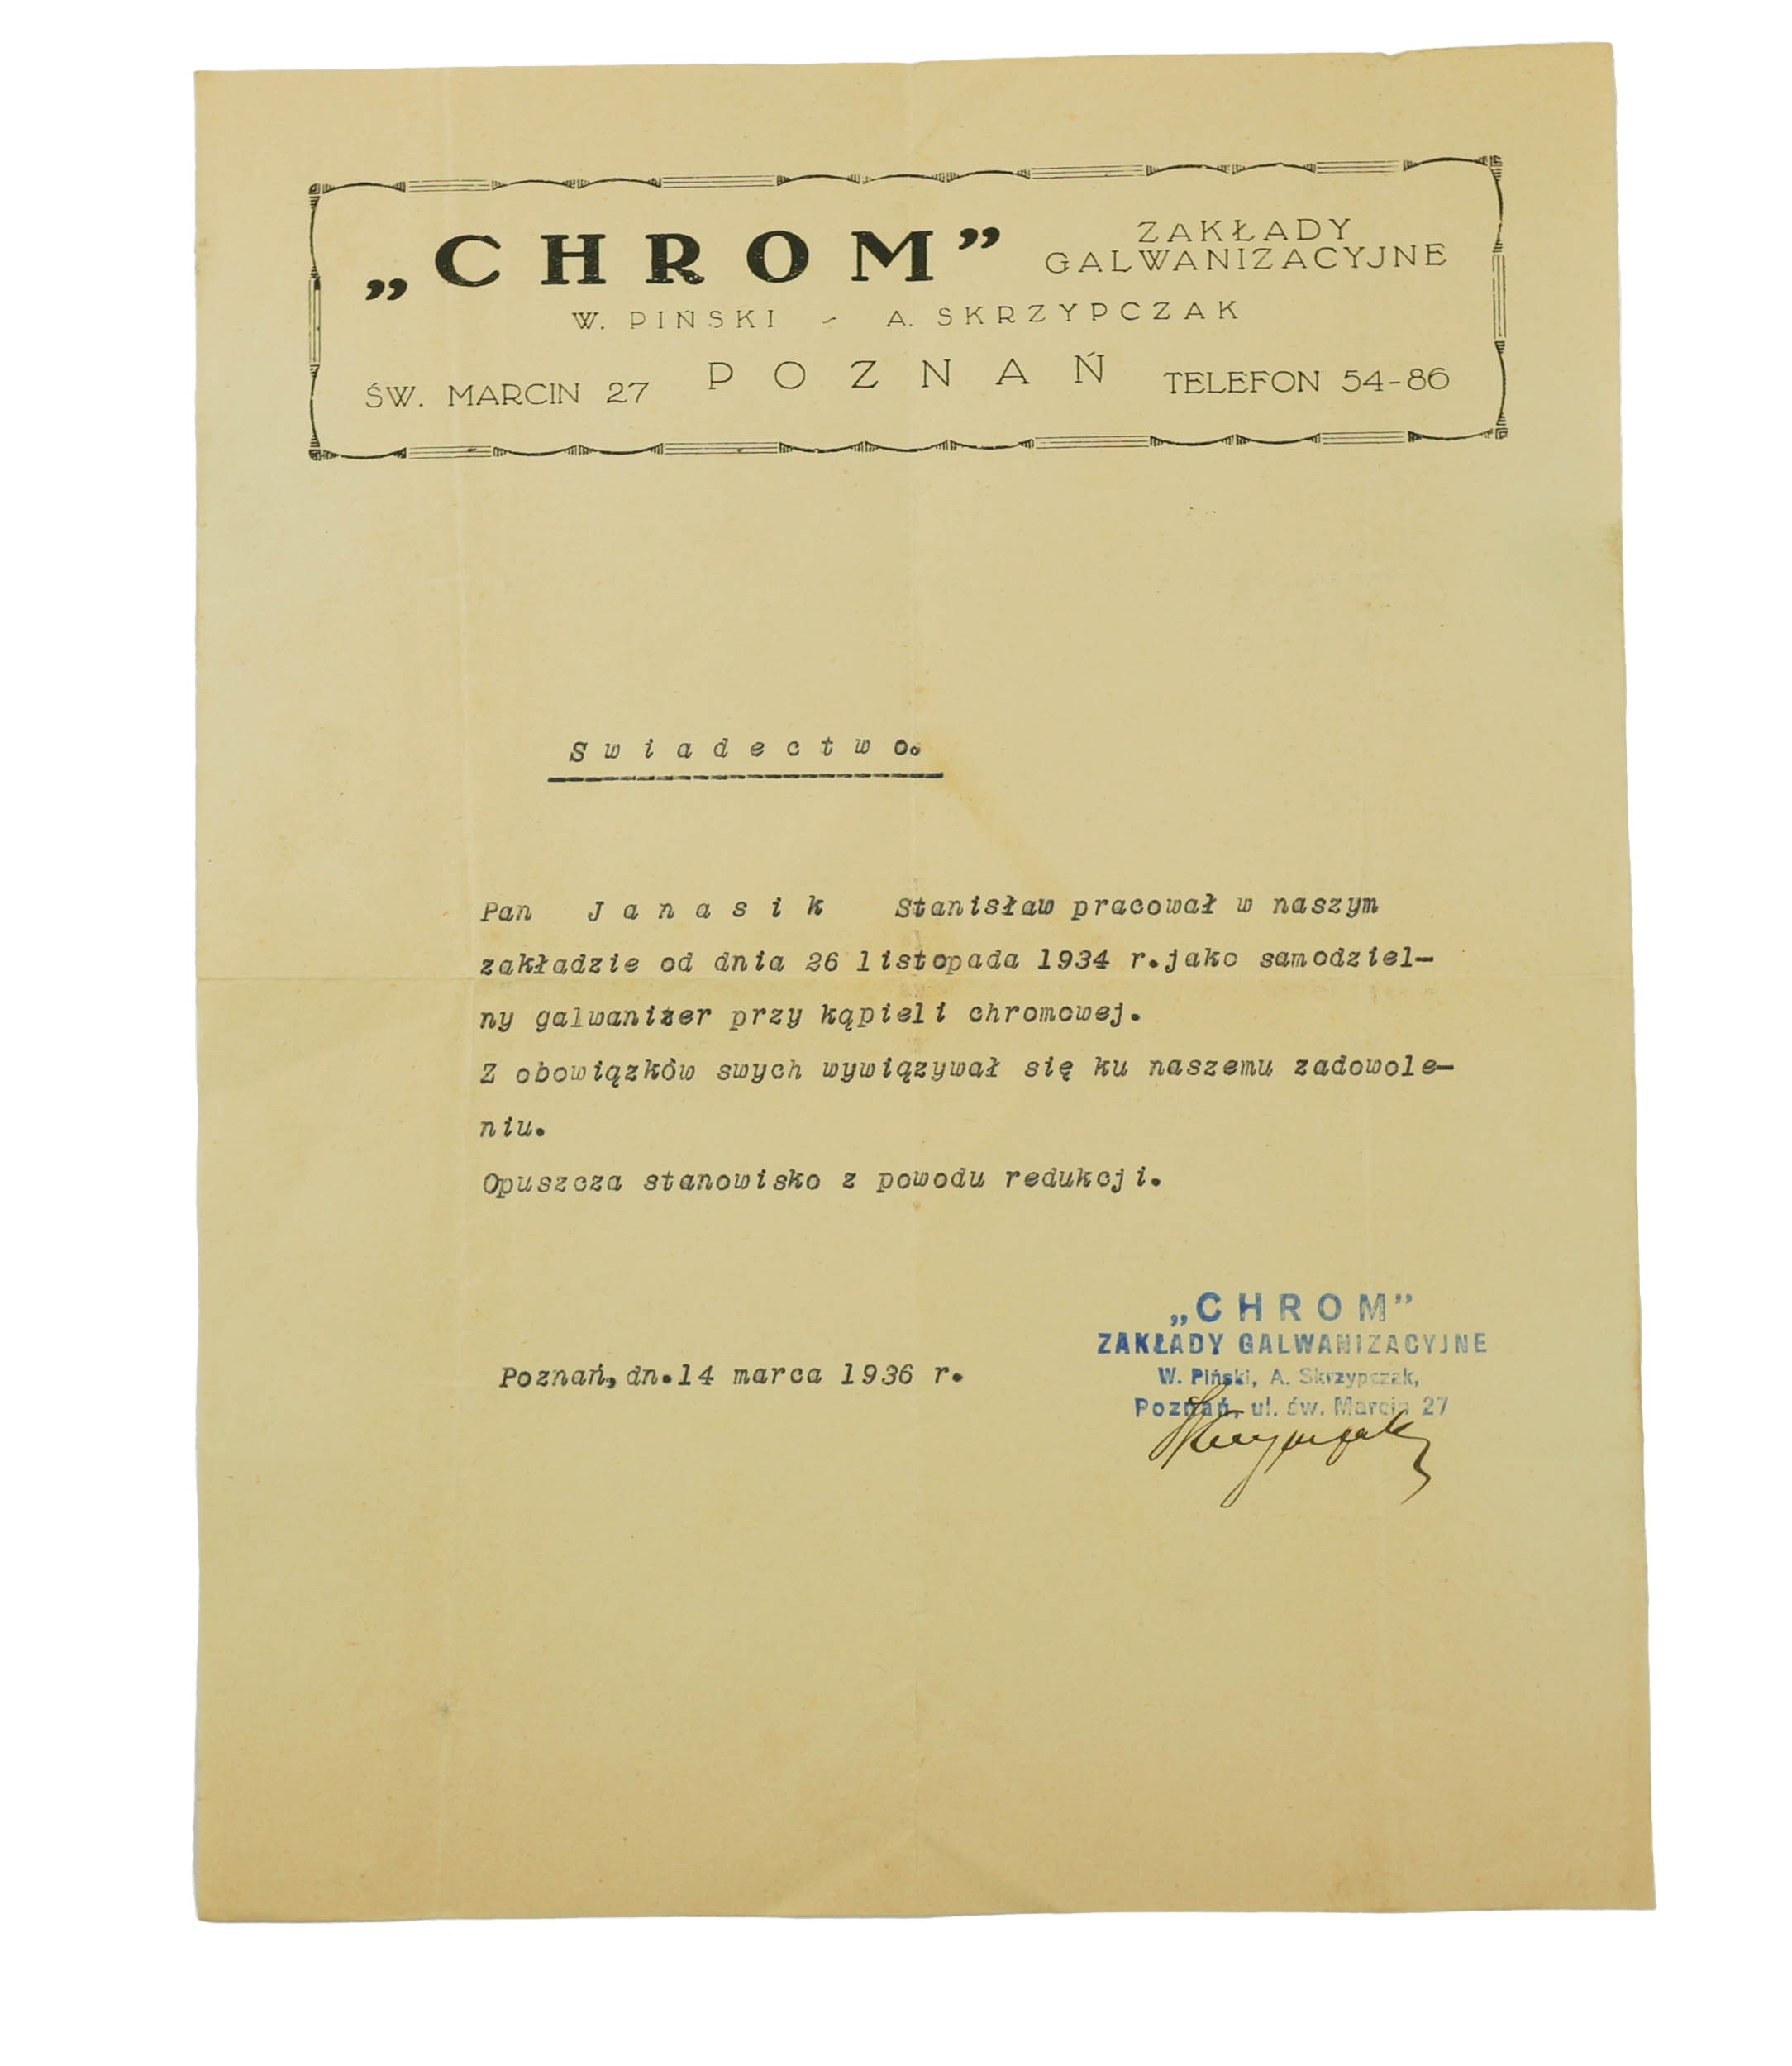 „CHROM” ZAKŁADY
GALWANIZACYJNE
W. PIŃSKI - A. SKRZYPCZAK
ŚW. MARCIN 27 POZNAŃ TELEFON 54-86
Swiadectwo.
Pan Janasik Stanisław pracował w naszym
zakładzie od dnia 26 listopada 1934 r.jako samodziel-
ny galwanizer przy kąpieli chromowej.
Z obowiązków swych wywiązywał się ku naszemu zadowole-
niu.
Opuszcza stanowisko z powodu redukcji.
Poznań, dn.14 marca 1936 r.
„CHROM”
ZAKŁADY GALWANIZACYJNE
W. Piński, A. Skrzypczak,
Poznań, ul. św. Marcin 27
Skrzypczak